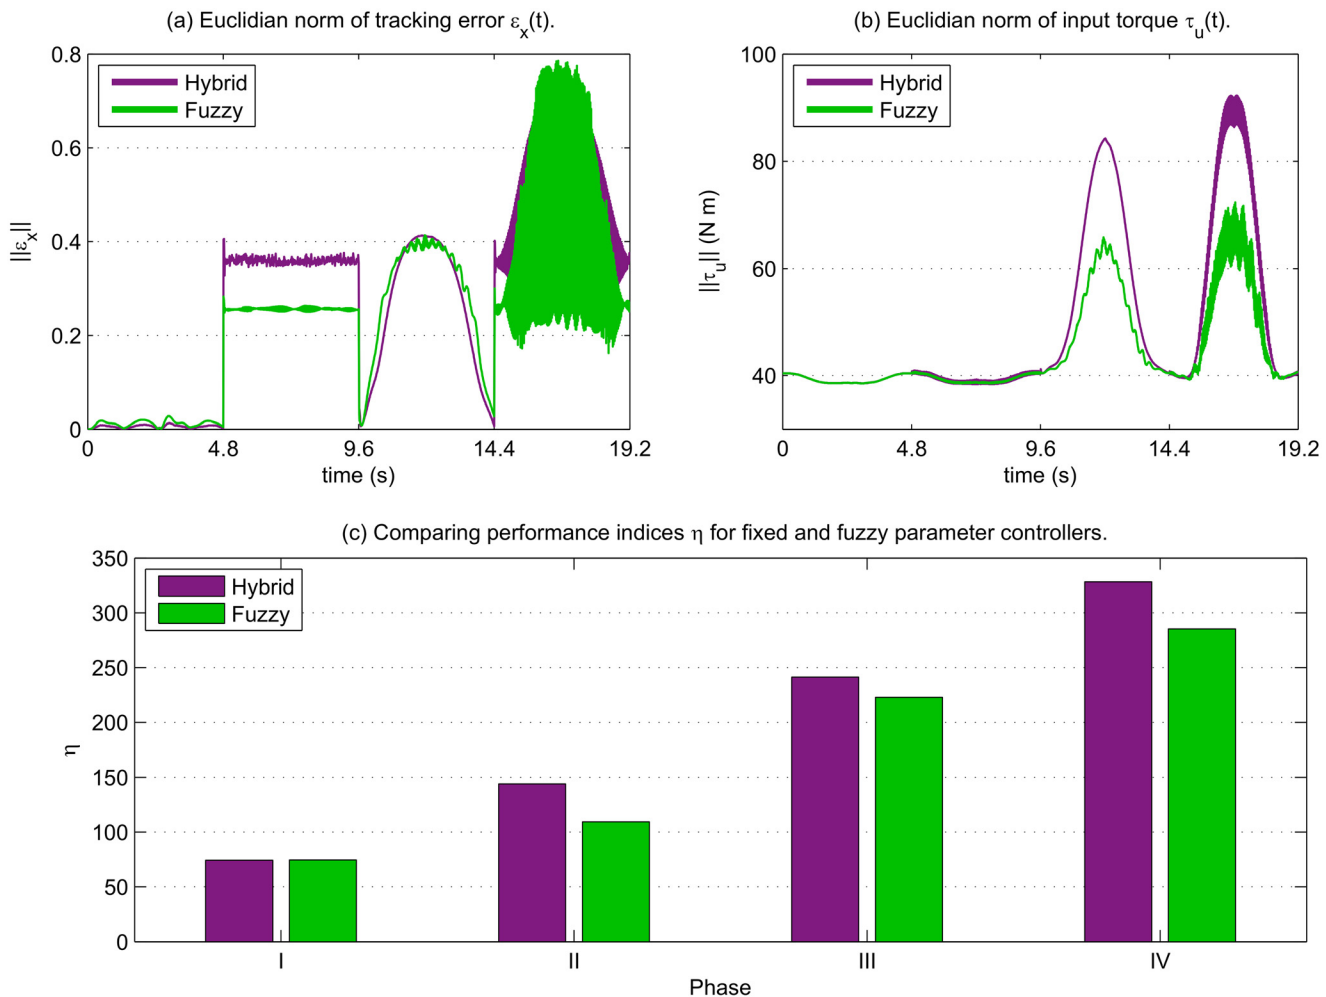 (a) Euclidian norm of tracking error εx(t).
0.8
0.6
0.4
0.2
0
||εx||
Hybrid
Fuzzy
0 4.8 9.6 14.4 19.2
time (s)
(b) Euclidian norm of input torque τu(t).
100
80
60
40
||τu|| (N m)
Hybrid
Fuzzy
0 4.8 9.6 14.4 19.2
time (s)
(c) Comparing performance indices η for fixed and fuzzy parameter controllers.
350
300
250
200
150
100
50
0
η
Hybrid
Fuzzy
I II III IV
Phase